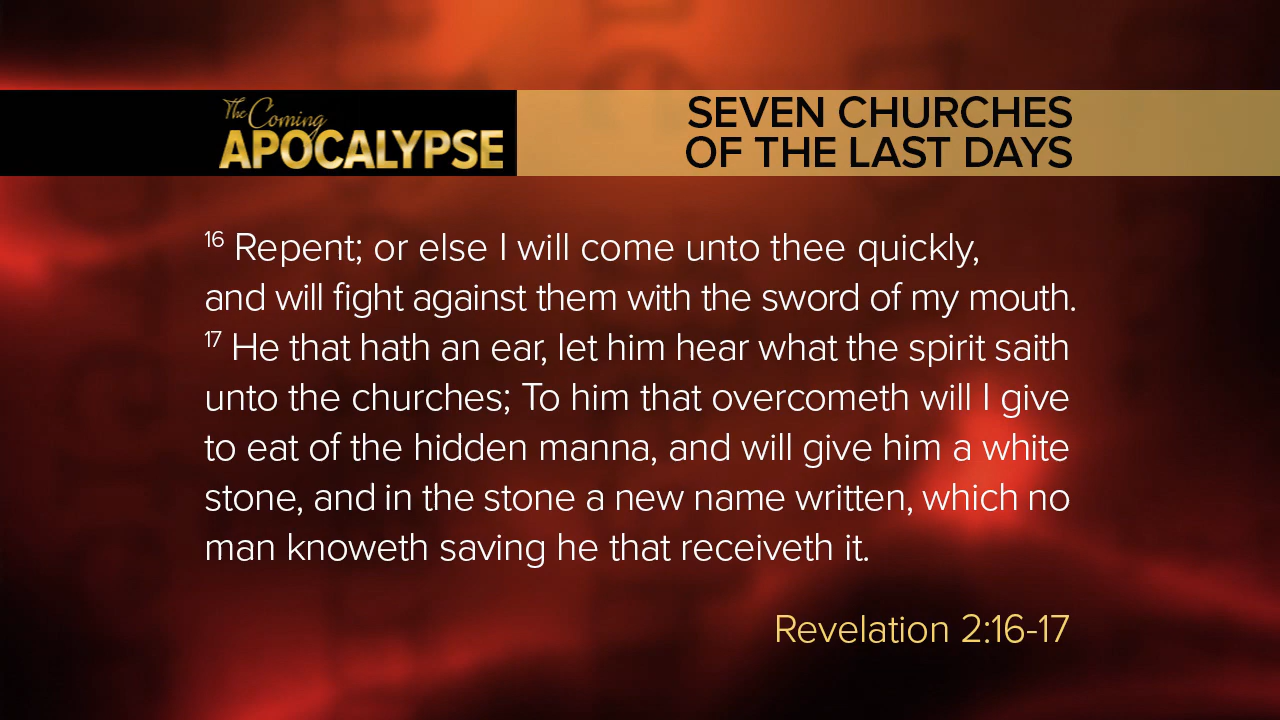 The Coming
APOCALYPSE
SEVEN CHURCHES
OF THE LAST DAYS
16 Repent; or else I will come unto thee quickly,
and will fight against them with the sword of my mouth.
17 He that hath an ear, let him hear what the spirit saith
unto the churches; To him that overcometh will I give
to eat of the hidden manna, and will give him a white
stone, and in the stone a new name written, which no
man knoweth saving he that receiveth it.
Revelation 2:16-17